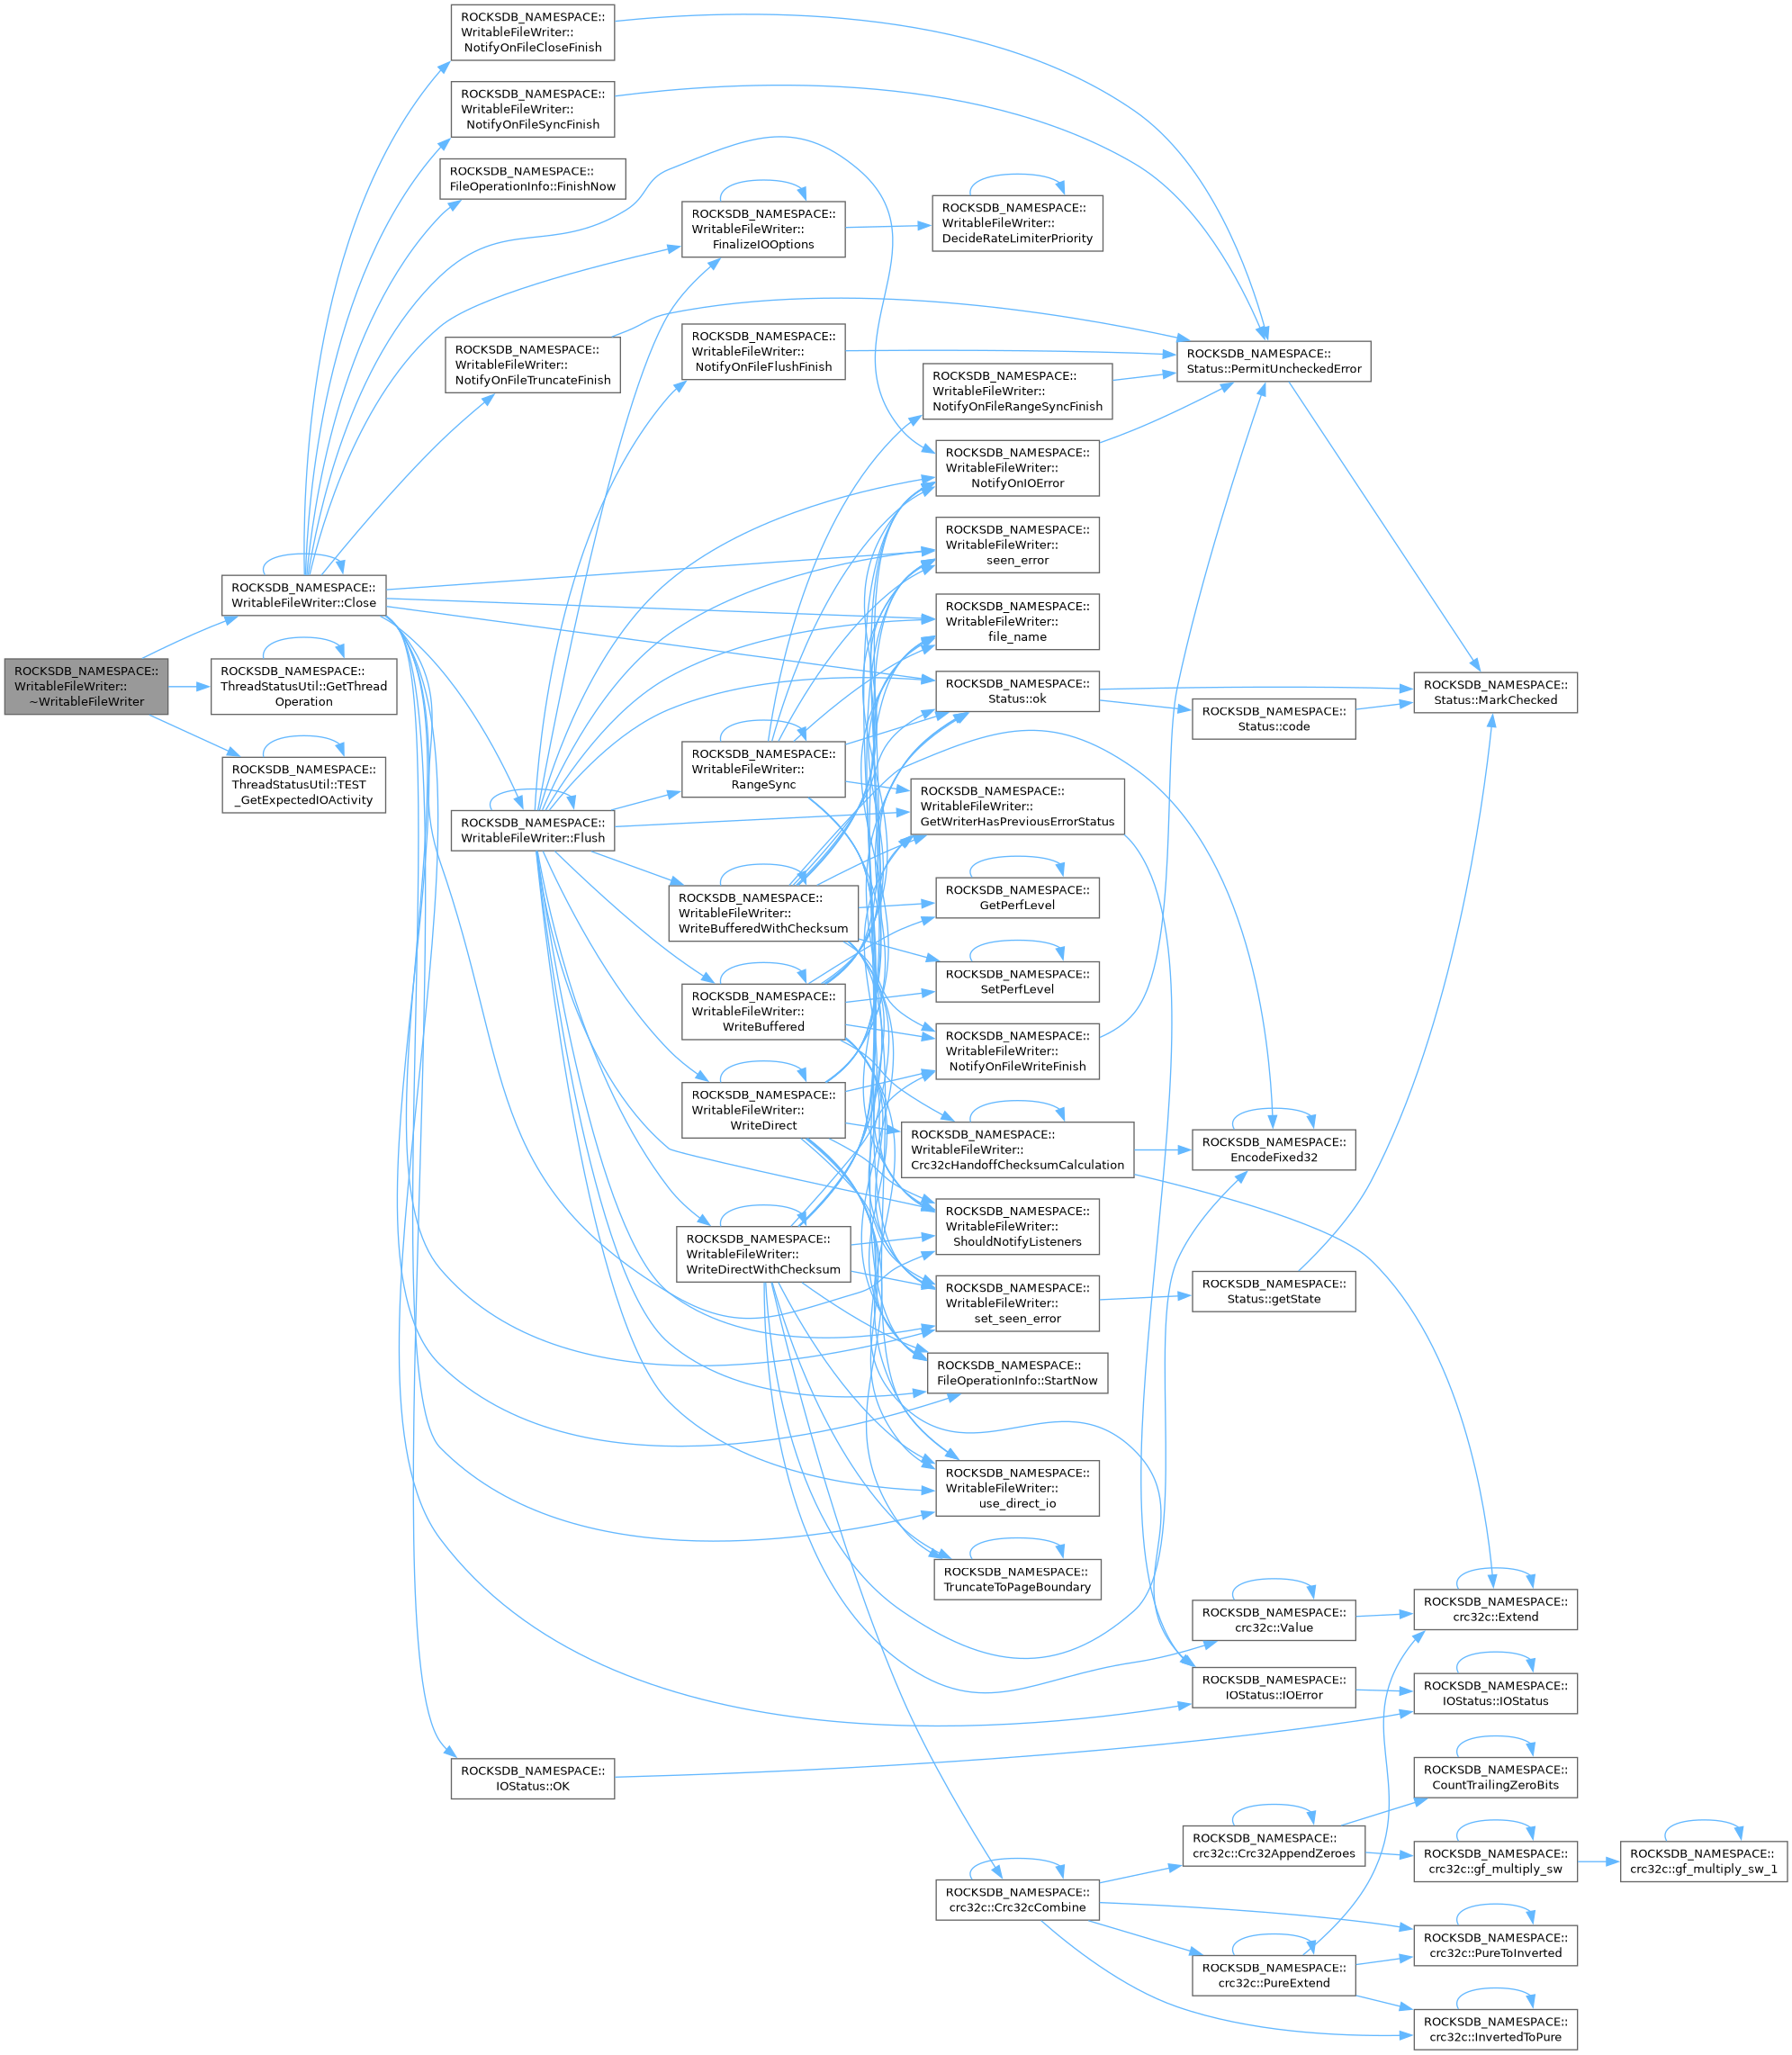 ROCKSDB_NAMESPACE::
WritableFileWriter::
~WritableFileWriter
ROCKSDB_NAMESPACE::
WritableFileWriter::Close
ROCKSDB_NAMESPACE::
ThreadStatusUtil::GetThread
Operation
ROCKSDB_NAMESPACE::
ThreadStatusUtil::TEST
_GetExpectedIOActivity
ROCKSDB_NAMESPACE::
WritableFileWriter::
NotifyOnFileCloseFinish
ROCKSDB_NAMESPACE::
WritableFileWriter::
NotifyOnFileSyncFinish
ROCKSDB_NAMESPACE::
FileOperationInfo::FinishNow
ROCKSDB_NAMESPACE::
WritableFileWriter::
NotifyOnFileTruncateFinish
ROCKSDB_NAMESPACE::
WritableFileWriter::Flush
ROCKSDB_NAMESPACE::
IOStatus::OK
ROCKSDB_NAMESPACE::
WritableFileWriter::
FinalizeIOOptions
ROCKSDB_NAMESPACE::
WritableFileWriter::
NotifyOnFileFlushFinish
ROCKSDB_NAMESPACE::
WritableFileWriter::
RangeSync
ROCKSDB_NAMESPACE::
WritableFileWriter::
WriteBufferedWithChecksum
ROCKSDB_NAMESPACE::
WritableFileWriter::
WriteBuffered
ROCKSDB_NAMESPACE::
WritableFileWriter::
WriteDirect
ROCKSDB_NAMESPACE::
WritableFileWriter::
WriteDirectWithChecksum
ROCKSDB_NAMESPACE::
WritableFileWriter::
DecideRateLimiterPriority
ROCKSDB_NAMESPACE::
WritableFileWriter::
NotifyOnFileRangeSyncFinish
ROCKSDB_NAMESPACE::
WritableFileWriter::
NotifyOnIOError
ROCKSDB_NAMESPACE::
WritableFileWriter::
seen_error
ROCKSDB_NAMESPACE::
WritableFileWriter::
file_name
ROCKSDB_NAMESPACE::
Status::ok
ROCKSDB_NAMESPACE::
WritableFileWriter::
GetWriterHasPreviousErrorStatus
ROCKSDB_NAMESPACE::
GetPerfLevel
ROCKSDB_NAMESPACE::
SetPerfLevel
ROCKSDB_NAMESPACE::
WritableFileWriter::
NotifyOnFileWriteFinish
ROCKSDB_NAMESPACE::
WritableFileWriter::
Crc32cHandoffChecksumCalculation
ROCKSDB_NAMESPACE::
WritableFileWriter::
ShouldNotifyListeners
ROCKSDB_NAMESPACE::
WritableFileWriter::
set_seen_error
ROCKSDB_NAMESPACE::
FileOperationInfo::StartNow
ROCKSDB_NAMESPACE::
WritableFileWriter::
use_direct_io
ROCKSDB_NAMESPACE::
TruncateToPageBoundary
ROCKSDB_NAMESPACE::
crc32c::Crc32cCombine
ROCKSDB_NAMESPACE::
Status::PermitUncheckedError
ROCKSDB_NAMESPACE::
Status::code
ROCKSDB_NAMESPACE::
EncodeFixed32
ROCKSDB_NAMESPACE::
Status::getState
ROCKSDB_NAMESPACE::
crc32c::Value
ROCKSDB_NAMESPACE::
IOStatus::IOError
ROCKSDB_NAMESPACE::
crc32c::Crc32AppendZeroes
ROCKSDB_NAMESPACE::
crc32c::PureExtend
ROCKSDB_NAMESPACE::
Status::MarkChecked
ROCKSDB_NAMESPACE::
crc32c::Extend
ROCKSDB_NAMESPACE::
IOStatus::IOStatus
ROCKSDB_NAMESPACE::
CountTrailingZeroBits
ROCKSDB_NAMESPACE::
crc32c::gf_multiply_sw
ROCKSDB_NAMESPACE::
crc32c::PureToInverted
ROCKSDB_NAMESPACE::
crc32c::InvertedToPure
ROCKSDB_NAMESPACE::
crc32c::gf_multiply_sw_1